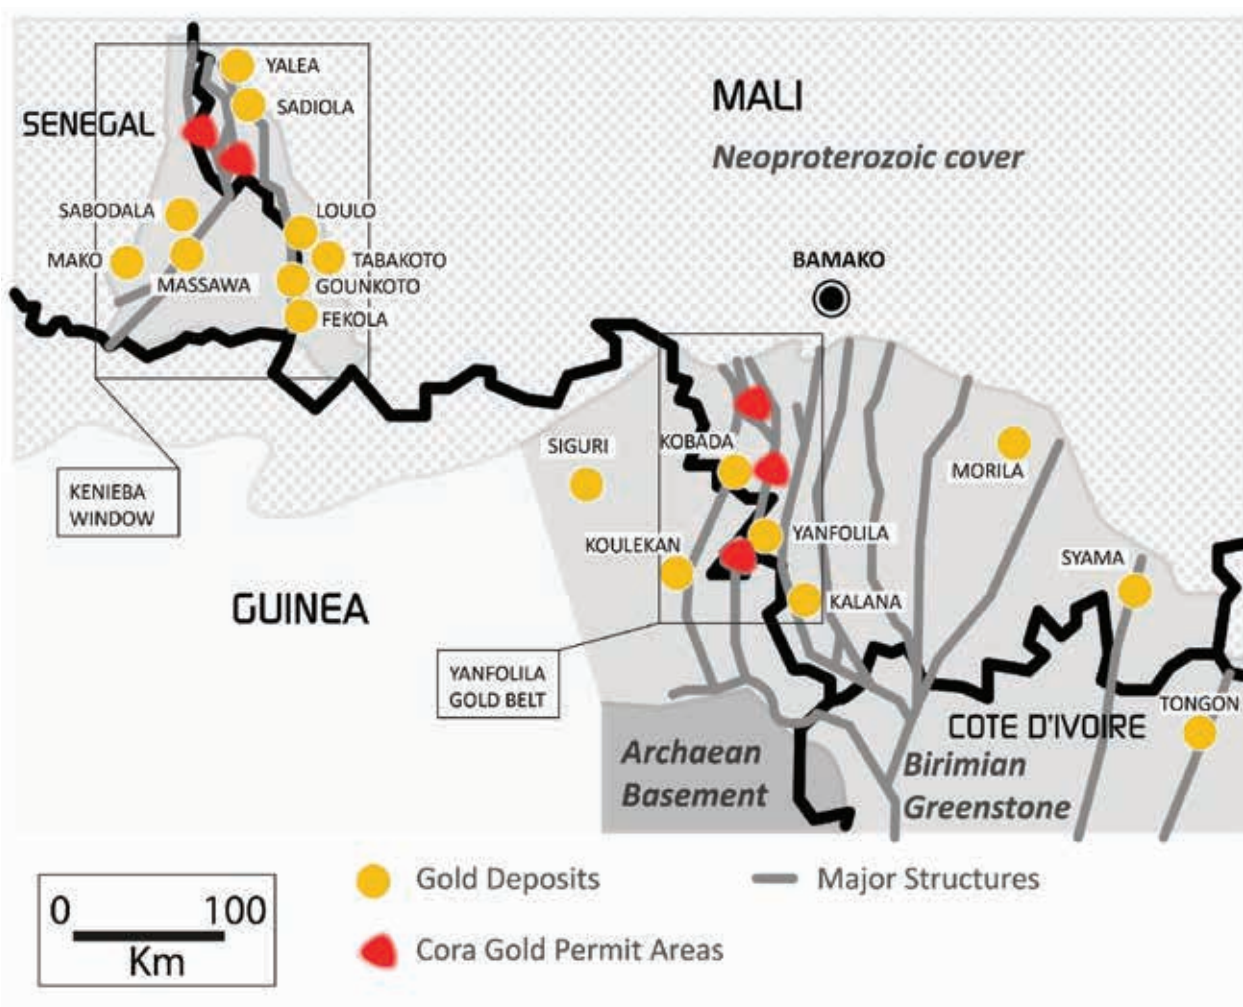 YALEA
SADIOLA
MALI
SENEGAL
Neoproterozoic cover
SABODALA
LOULO
MAKO
TABAKOTO
BAMAKO
MASSAWA
GOUNKOTO
FEKOLA
SIGURI
KOBADA
MORILA
KENIEBA
WINDOW
YANFOLILA
KOULEKAN
SYAMA
GUINEA
KALANA
YANFOLILA
GOLD BELT
TONGON
COTE D'IVOIRE
Archaean
Basement
Birimian
Greenstone
Gold Deposits
Major Structures
0 100
Km
Cora Gold Permit Areas